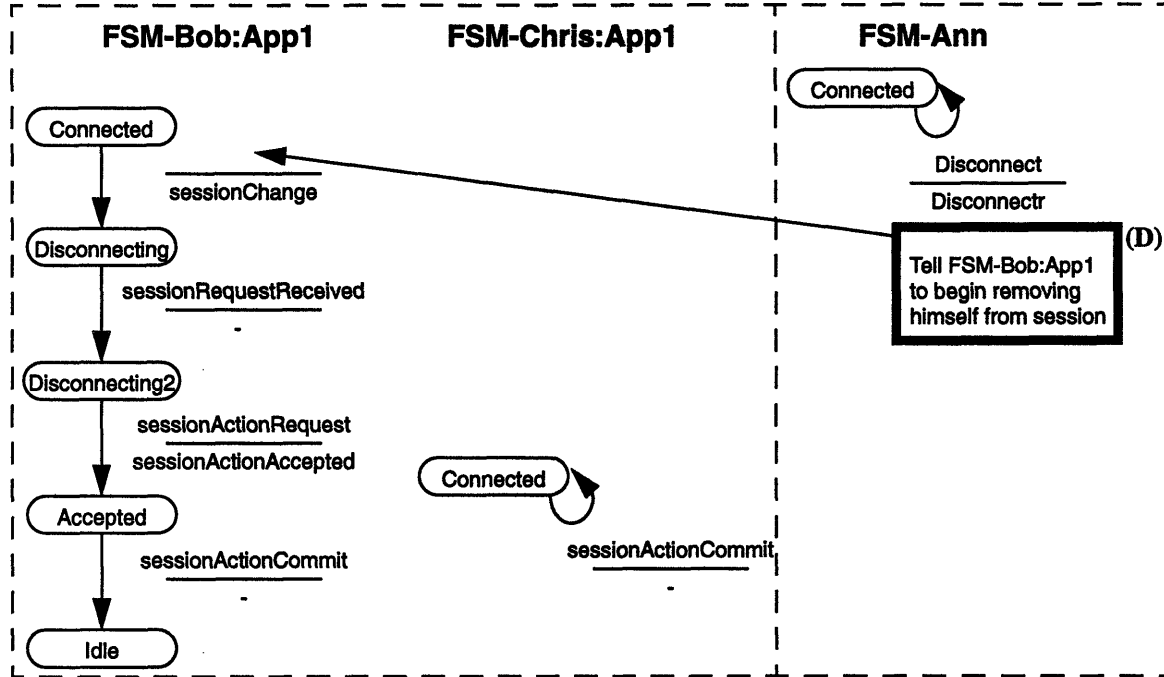 FSM-Bob:App1
FSM-Chris:App1
FSM-Ann
Connected
Connected
sessionChange
Disconnect
Disconnectr
Disconnecting
(D)
Tell FSM-Bob:App1
to begin removing
himself from session
sessionRequestReceived
-
Disconnecting2
sessionActionRequest
sessionActionAccepted
Connected
Accepted
sessionActionCommit
-
sessionActionCommit
-
Idle